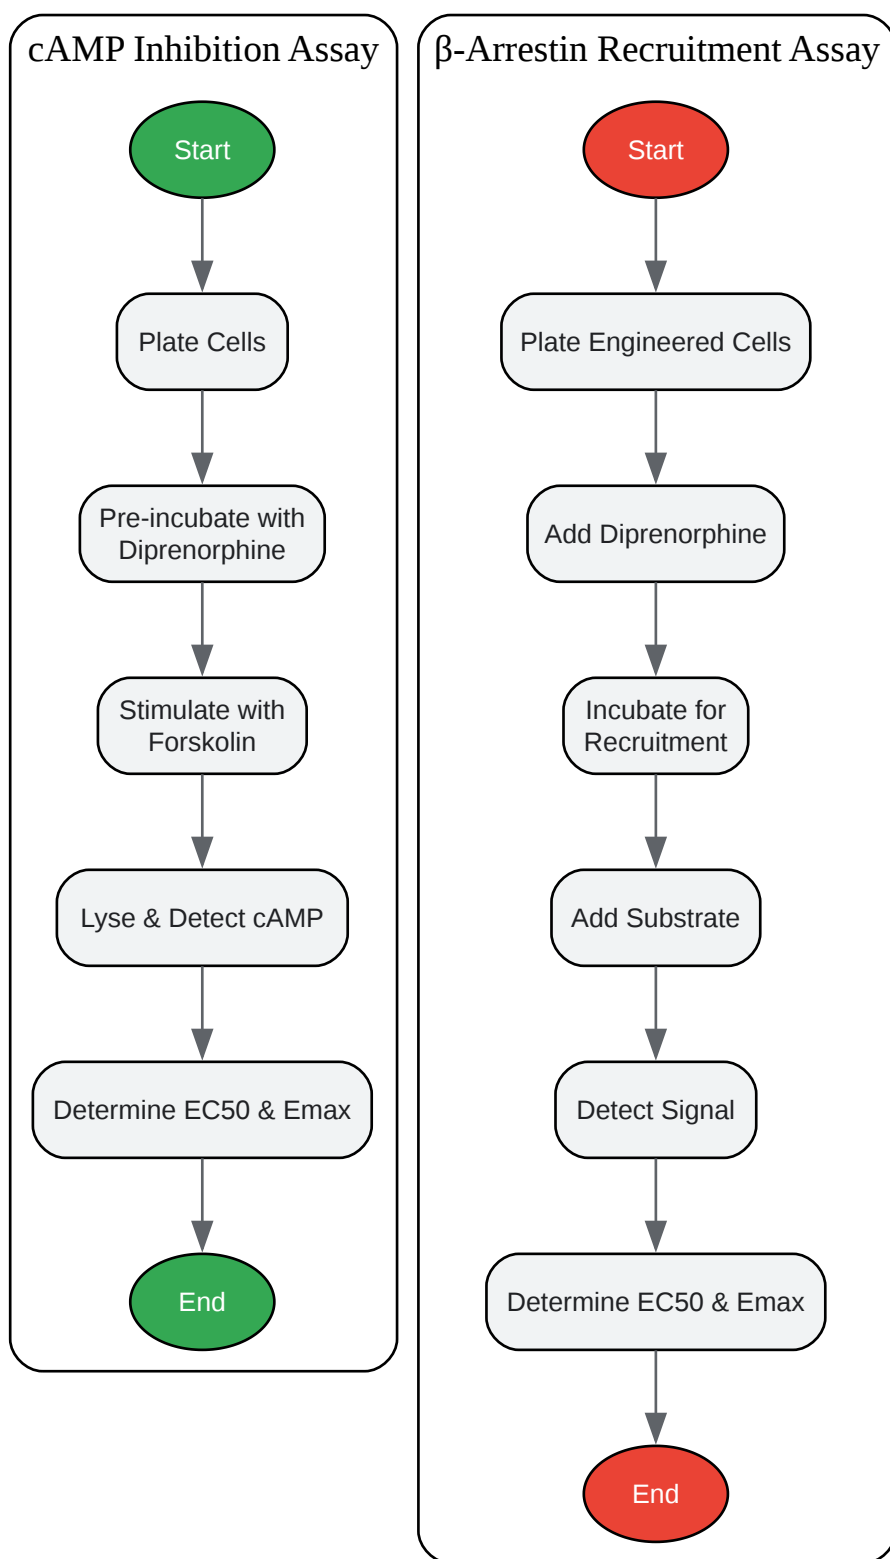 cAMP Inhibition Assay
Start
Plate Cells
Pre-incubate with
Diprenorphine
Stimulate with
Forskolin
Lyse & Detect cAMP
Determine EC50 & Emax
End
β-Arrestin Recruitment Assay
Start
Plate Engineered Cells
Add Diprenorphine
Incubate for
Recruitment
Add Substrate
Detect Signal
Determine EC50 & Emax
End